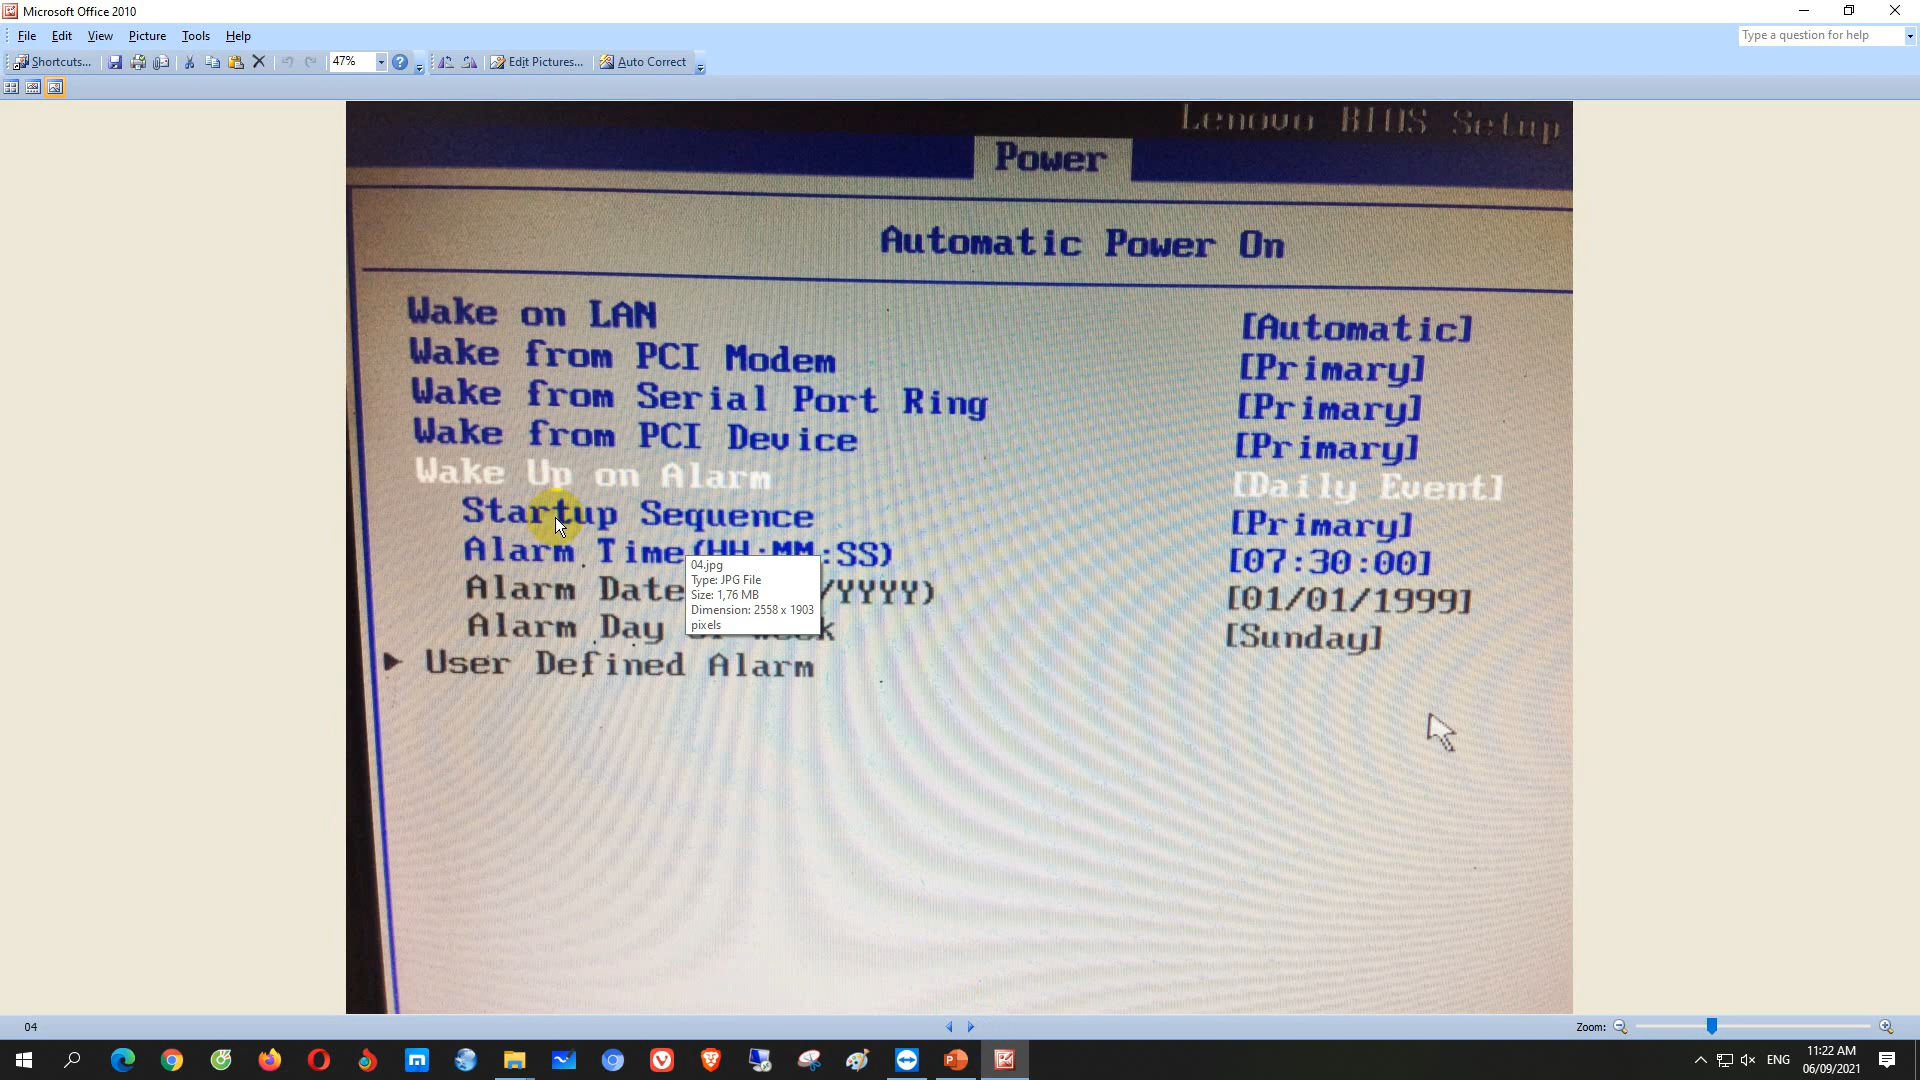 Microsoft Office 2010
File Edit View Picture Tools Help
Type a question for help
Shortcuts... 47% Edit Pictures... Auto Correct
Lenovo BIOS Setup
Power
Automatic Power On
Wake on LAN [Automatic]
Wake from PCI Modem [Primary]
Wake from Serial Port Ring [Primary]
Wake from PCI Device [Primary]
Wake Up on Alarm [Daily Event]
Startup Sequence [Primary]
Alarm Time(HH:MM:SS) [07:30:00]
Alarm Date /YYYY) [01/01/1999]
Alarm Day [Sunday]
User Defined Alarm
04.jpg
Type: JPG File
Size: 1,76 MB
Dimension: 2558 x 1903
pixels
04
Zoom:
ENG
11:22 AM
06/09/2021